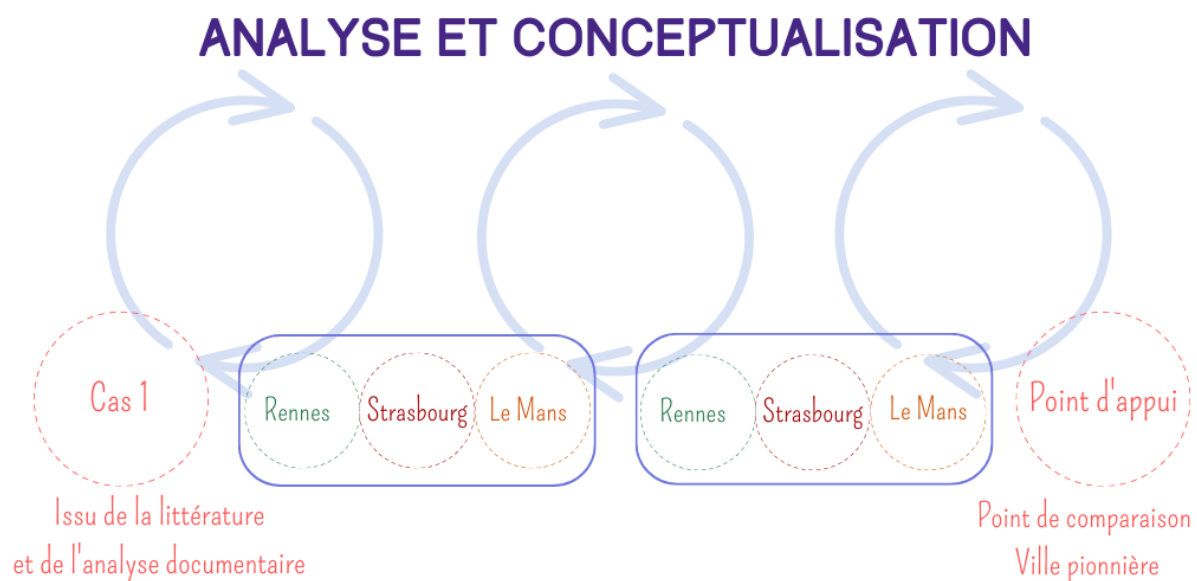 ANALYSE ET CONCEPTUALISATION
Cas 1
Rennes
Strasbourg
Le Mans
Rennes
Strasbourg
Le Mans
Point d'appui
Issu de la littérature
et de l'analyse documentaire
Point de comparaison
Ville pionnière